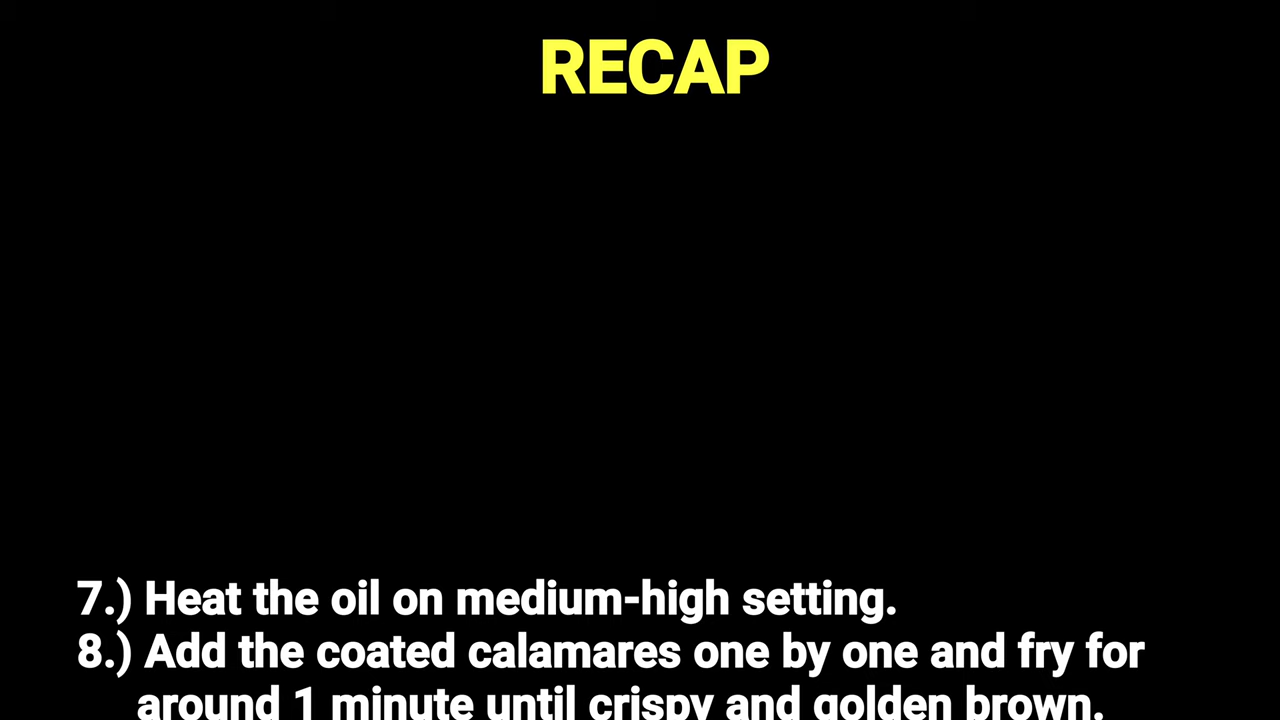 RECAP
7.) Heat the oil on medium-high setting.
8.) Add the coated calamares one by one and fry for
around 1 minute until crispy and golden brown.